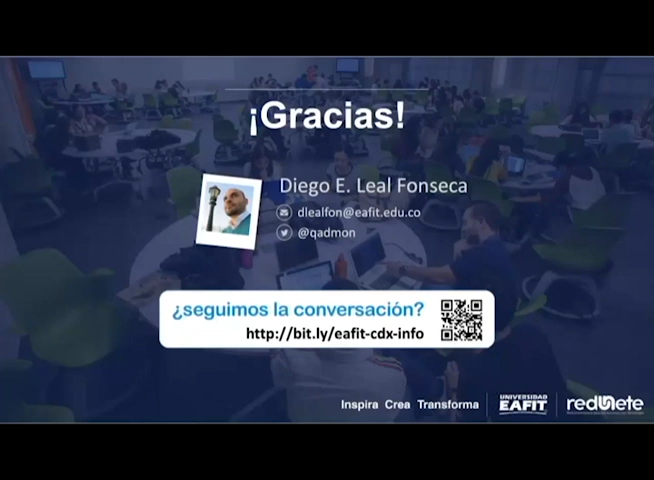 ¡Gracias!
Diego E. Leal Fonseca
dlealfon@eafit.edu.co
@qadmon
¿seguimos la conversación?
http://bit.ly/eafit-cdx-info
Inspira Crea Transforma
UNIVERSIDAD
EAFIT
redunete